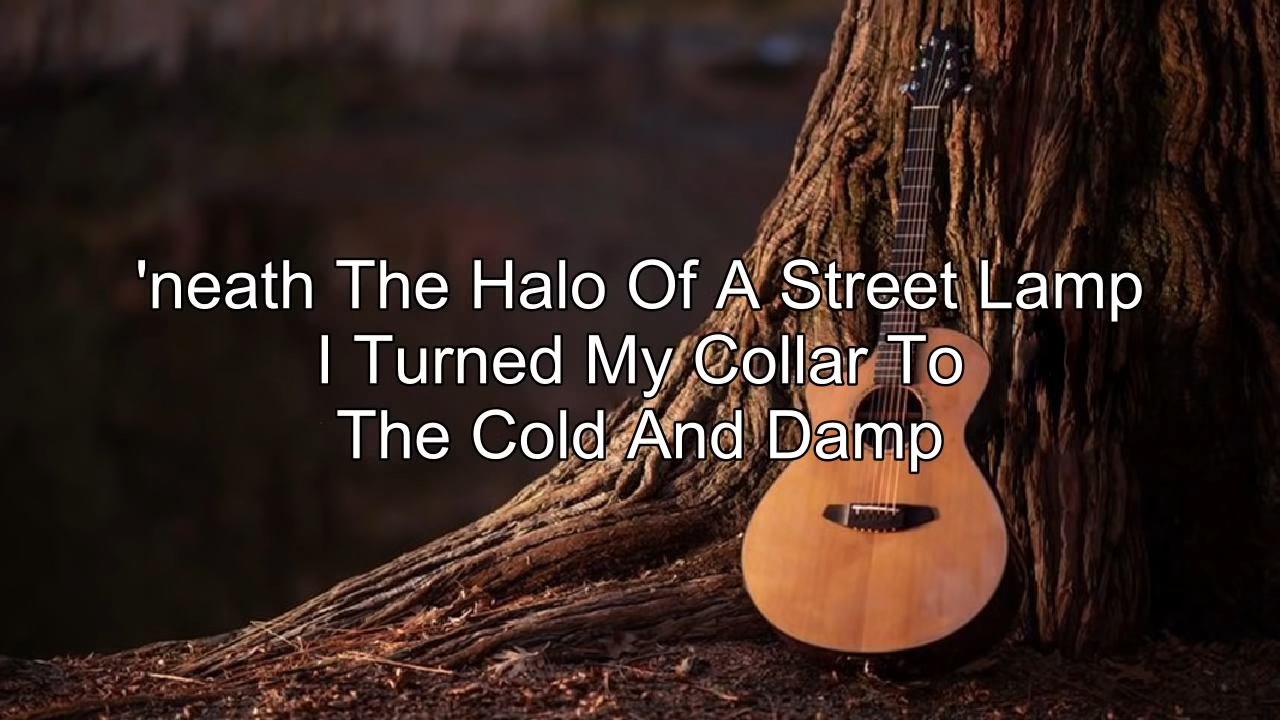 'neath The Halo Of A Street Lamp
I Turned My Collar To
The Cold And Damp